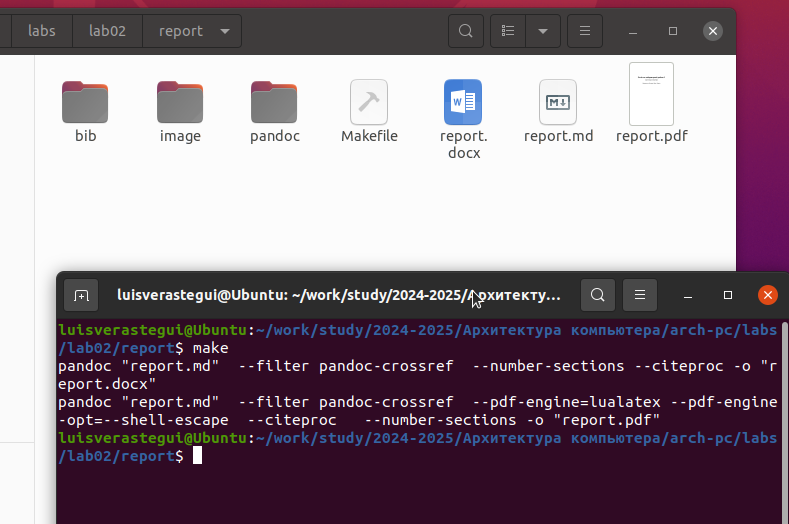 labs lab02 report
bib image pandoc Makefile report.docx report.md report.pdf
luisverastegui@Ubuntu: ~/work/study/2024-2025/Архитекту...
luisverastegui@Ubuntu:~/work/study/2024-2025/Архитектура компьютера/arch-pc/labs
/lab02/report$ make
pandoc "report.md"  --filter pandoc-crossref  --number-sections --citeproc -o "r
eport.docx"
pandoc "report.md"  --filter pandoc-crossref  --pdf-engine=lualatex --pdf-engine
-opt=--shell-escape  --citeproc   --number-sections -o "report.pdf"
luisverastegui@Ubuntu:~/work/study/2024-2025/Архитектура компьютера/arch-pc/labs
/lab02/report$